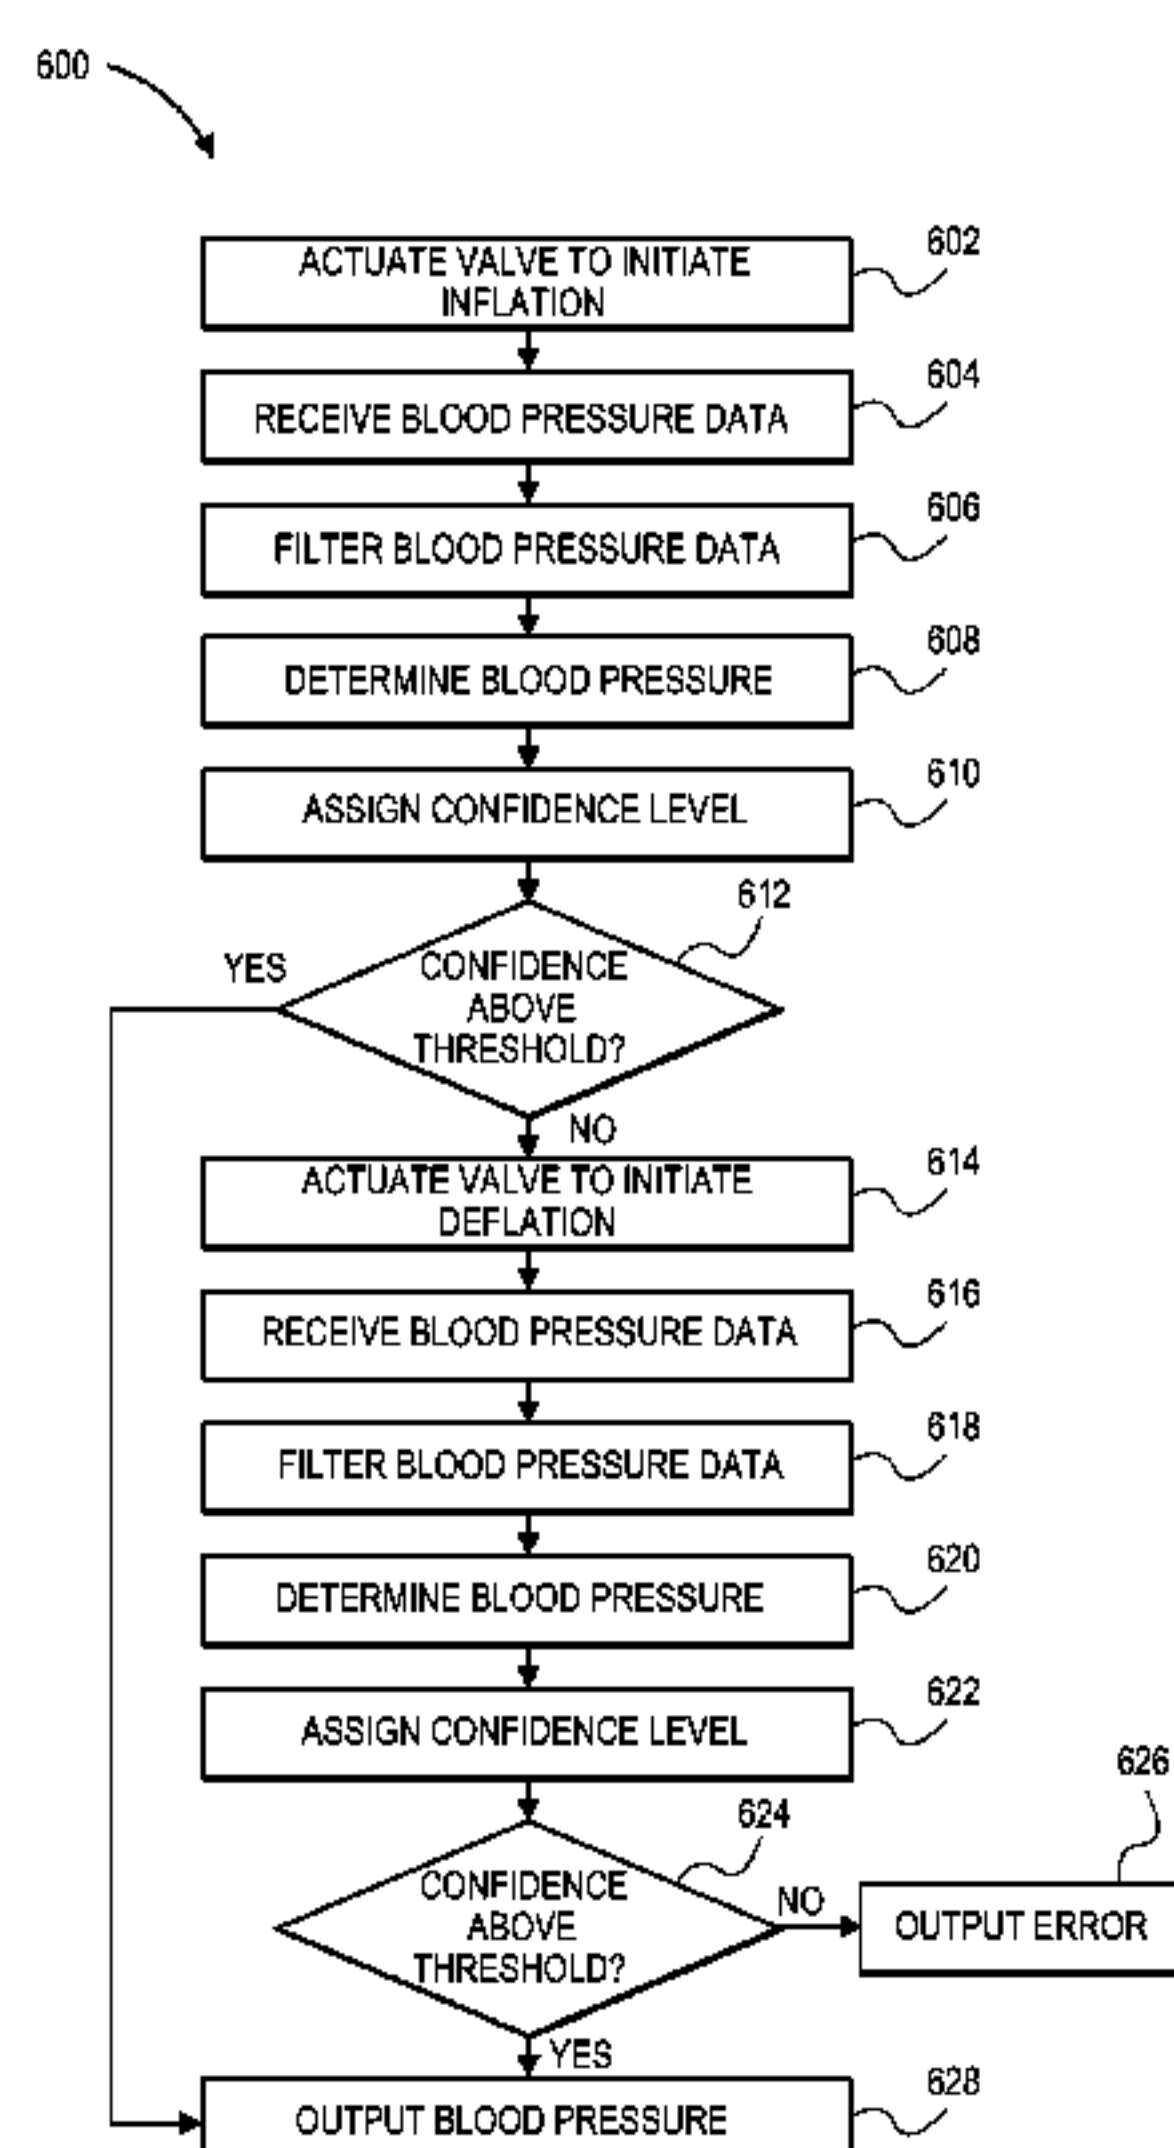 600
602
ACTUATE VALVE TO INITIATE
INFLATION
604
RECEIVE BLOOD PRESSURE DATA
606
FILTER BLOOD PRESSURE DATA
608
DETERMINE BLOOD PRESSURE
610
ASSIGN CONFIDENCE LEVEL
612
YES
CONFIDENCE
ABOVE
THRESHOLD?
NO
614
ACTUATE VALVE TO INITIATE
DEFLATION
616
RECEIVE BLOOD PRESSURE DATA
618
FILTER BLOOD PRESSURE DATA
620
DETERMINE BLOOD PRESSURE
622
ASSIGN CONFIDENCE LEVEL
626
624
CONFIDENCE
ABOVE
THRESHOLD?
NO
OUTPUT ERROR
YES
628
OUTPUT BLOOD PRESSURE